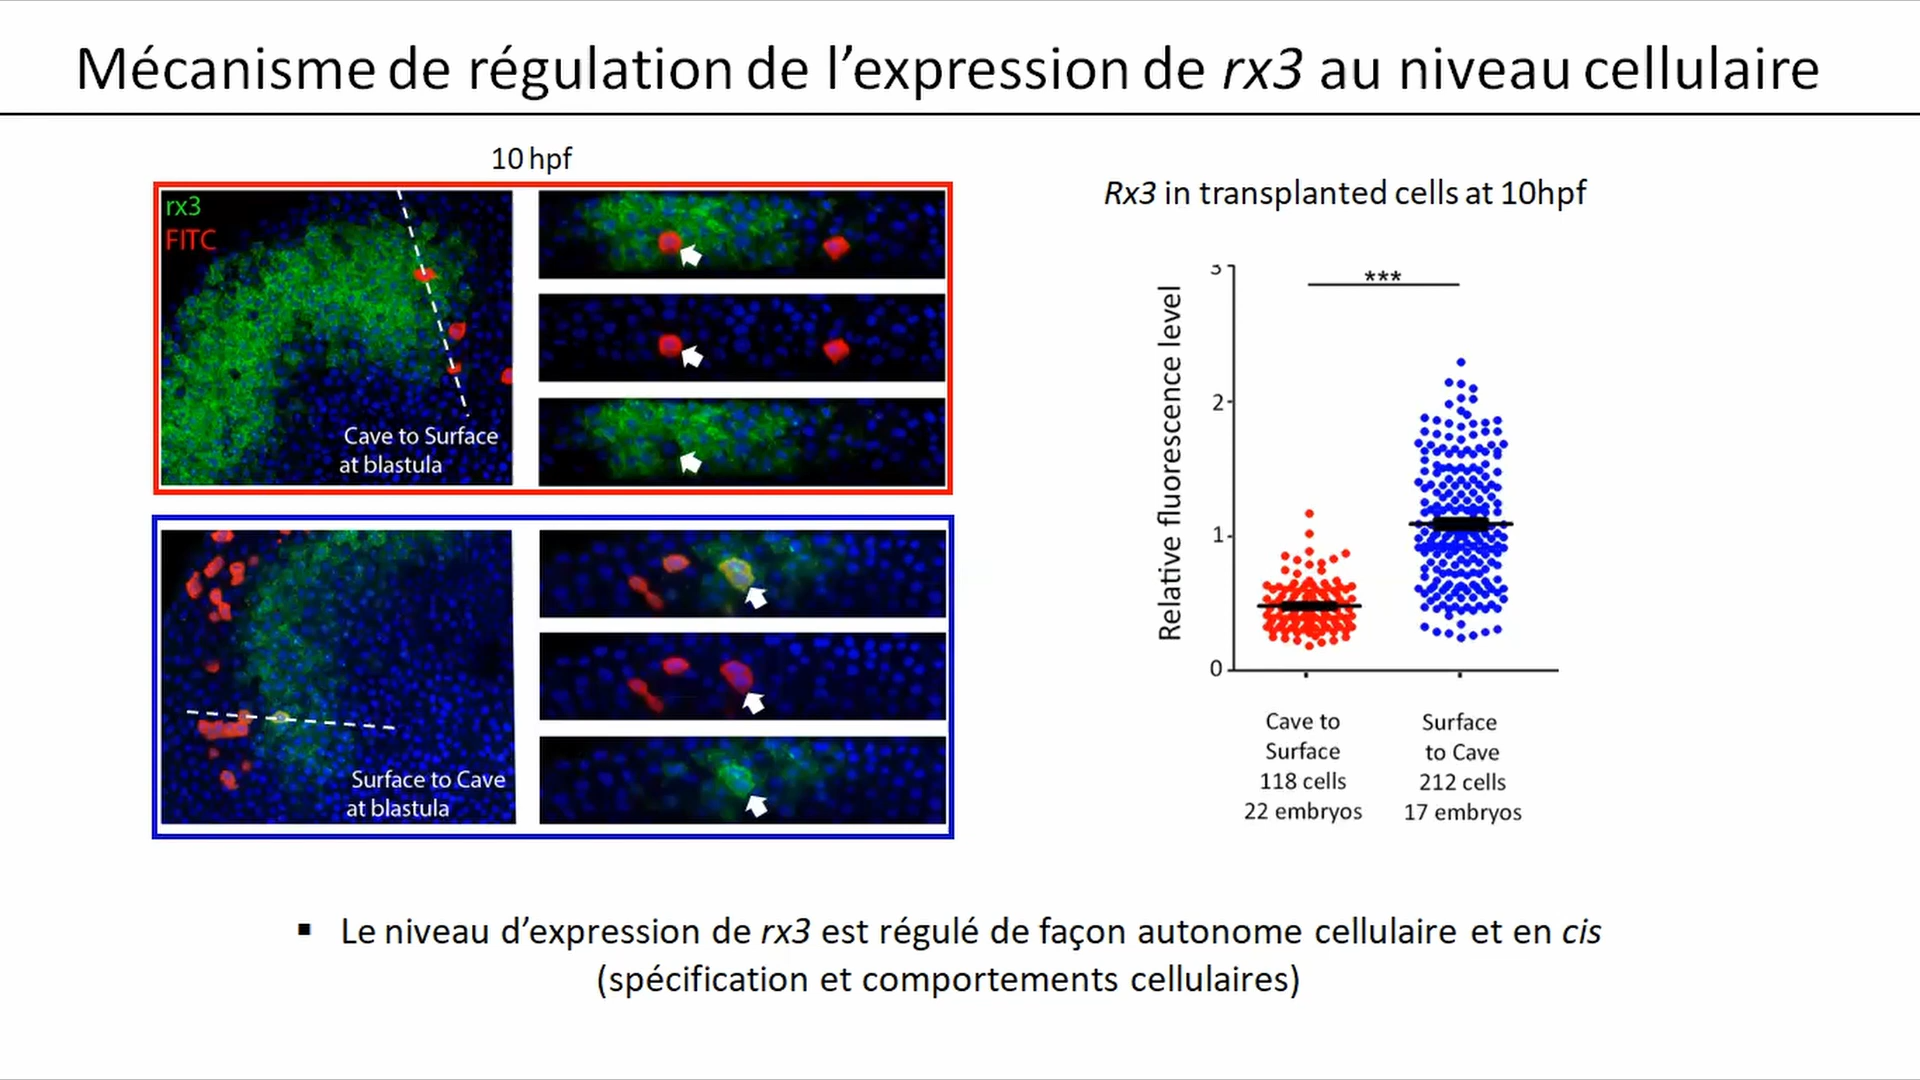 Mécanisme de régulation de l’expression de rx3 au niveau cellulaire
10 hpf
rx3
FITC
Cave to Surface
at blastula
Surface to Cave
at blastula
Rx3 in transplanted cells at 10hpf
Relative fluorescence level
3
***
2
1
0
Cave to
Surface
118 cells
22 embryos
Surface
to Cave
212 cells
17 embryos
▪ Le niveau d’expression de rx3 est régulé de façon autonome cellulaire et en cis
(spécification et comportements cellulaires)